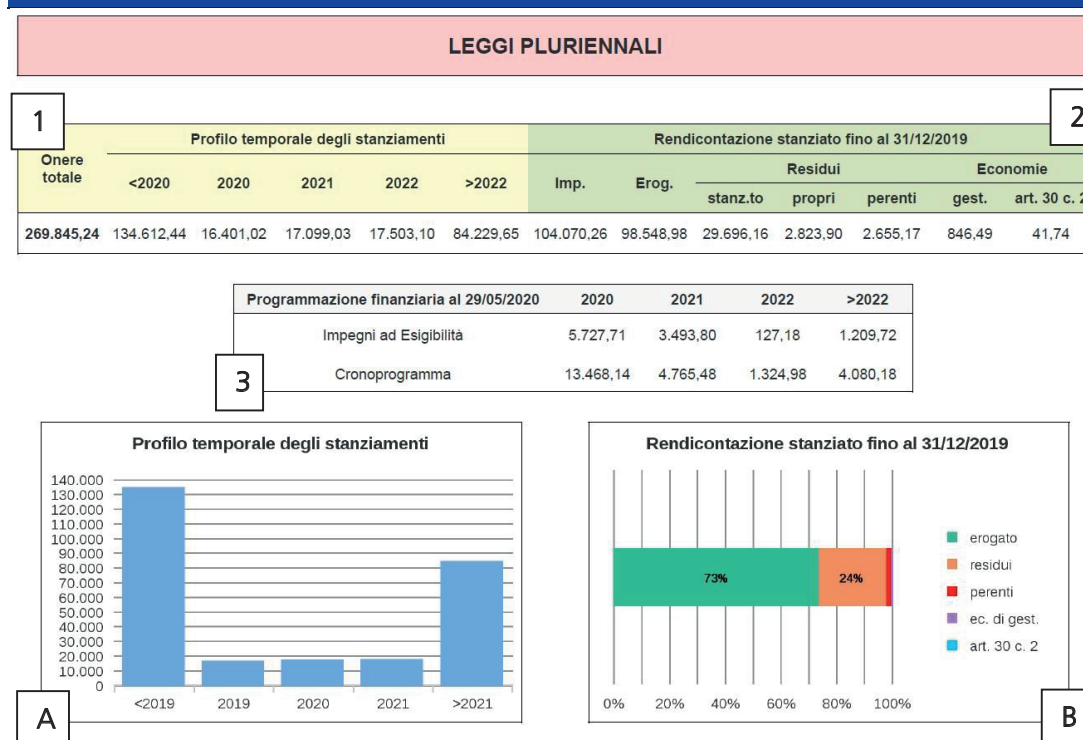 LEGGI PLURIENNALI
1
2
Onere totale
Profilo temporale degli stanziamenti
Rendicontazione stanziato fino al 31/12/2019
<2020 2020 2021 2022 >2022 Imp. Erog. Residui Economie
stanz.to propri perenti gest. art. 30 c. 2
269.845,24 134.612,44 16.401,02 17.099,03 17.503,10 84.229,65 104.070,26 98.548,98 29.696,16 2.823,90 2.655,17 846,49 41,74
Programmazione finanziaria al 29/05/2020 2020 2021 2022 >2022
Impegni ad Esigibilità 5.727,71 3.493,80 127,18 1.209,72
Cronoprogramma 13.468,14 4.765,48 1.324,98 4.080,18
3
Profilo temporale degli stanziamenti
140.000
130.000
120.000
110.000
100.000
90.000
80.000
70.000
60.000
50.000
40.000
30.000
20.000
10.000
0
<2019 2019 2020 2021 >2021
A
Rendicontazione stanziato fino al 31/12/2019
73% 24%
erogato
residui
perenti
ec. di gest.
art. 30 c. 2
0% 20% 40% 60% 80% 100%
B